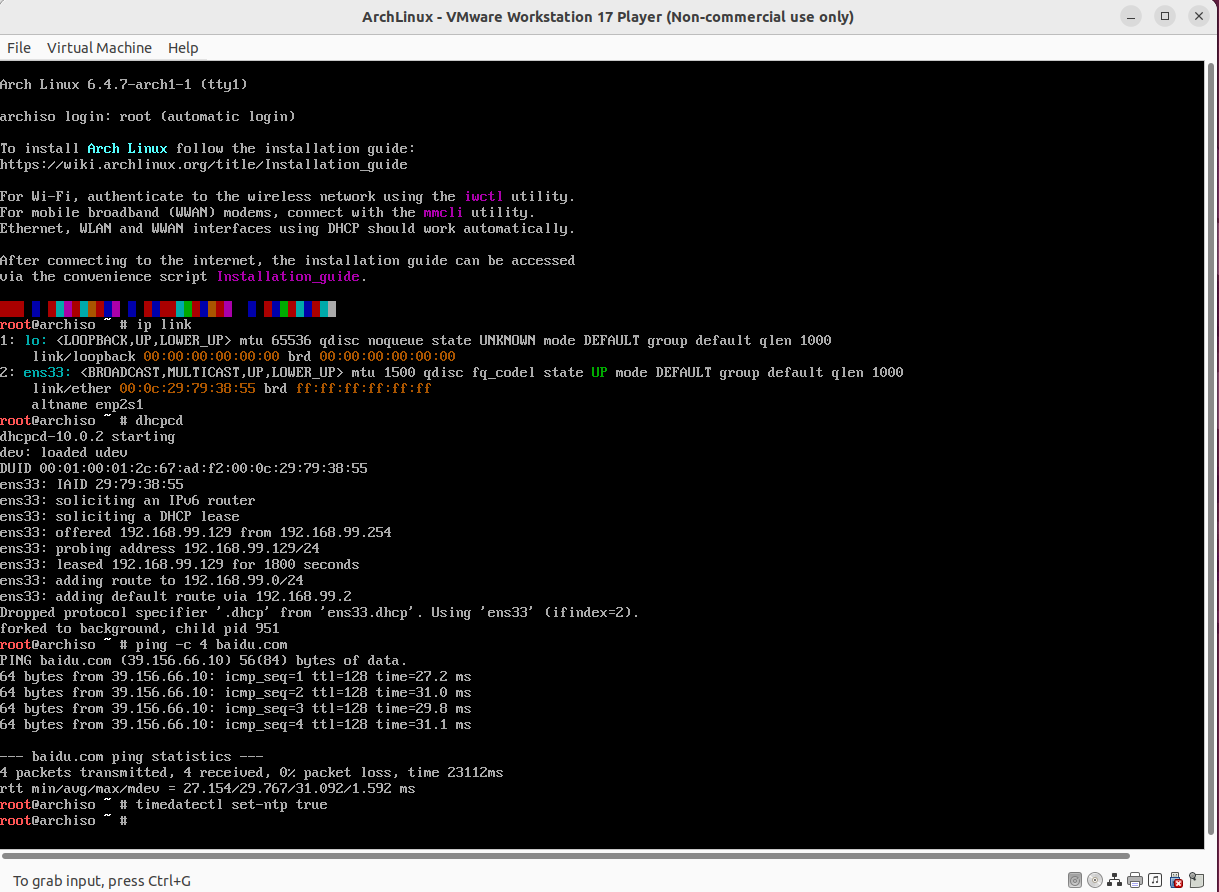 ArchLinux - VMware Workstation 17 Player (Non-commercial use only)
File Virtual Machine Help
Arch Linux 6.4.7-arch1-1 (tty1)
archiso login: root (automatic login)
To install Arch Linux follow the installation guide:
https://wiki.archlinux.org/title/Installation_guide
For Wi-Fi, authenticate to the wireless network using the iwctl utility.
For mobile broadband (WWAN) modems, connect with the mmcli utility.
Ethernet, WLAN and WWAN interfaces using DHCP should work automatically.
After connecting to the internet, the installation guide can be accessed
via the convenience script Installation_guide.
root@archiso ~ # ip link
1: lo: <LOOPBACK,UP,LOWER_UP> mtu 65536 qdisc noqueue state UNKNOWN mode DEFAULT group default qlen 1000
link/loopback 00:00:00:00:00:00 brd 00:00:00:00:00:00
2: ens33: <BROADCAST,MULTICAST,UP,LOWER_UP> mtu 1500 qdisc fq_codel state UP mode DEFAULT group default qlen 1000
link/ether 00:0c:29:79:38:55 brd ff:ff:ff:ff:ff:ff
altname enp2s1
root@archiso ~ # dhcpcd
dhcpcd-10.0.2 starting
dev: loaded udev
DUID 00:01:00:01:2c:67:ad:f2:00:0c:29:79:38:55
ens33: IAID 29:79:38:55
ens33: soliciting an IPv6 router
ens33: soliciting a DHCP lease
ens33: offered 192.168.99.129 from 192.168.99.254
ens33: probing address 192.168.99.129/24
ens33: leased 192.168.99.129 for 1800 seconds
ens33: adding route to 192.168.99.0/24
ens33: adding default route via 192.168.99.2
Dropped protocol specifier '.dhcp' from 'ens33.dhcp'. Using 'ens33' (ifindex=2).
forked to background, child pid 951
root@archiso ~ # ping -c 4 baidu.com
PING baidu.com (39.156.66.10) 56(84) bytes of data.
64 bytes from 39.156.66.10: icmp_seq=1 ttl=128 time=27.2 ms
64 bytes from 39.156.66.10: icmp_seq=2 ttl=128 time=31.0 ms
64 bytes from 39.156.66.10: icmp_seq=3 ttl=128 time=29.8 ms
64 bytes from 39.156.66.10: icmp_seq=4 ttl=128 time=31.1 ms
--- baidu.com ping statistics ---
4 packets transmitted, 4 received, 0% packet loss, time 23112ms
rtt min/avg/max/mdev = 27.154/29.767/31.092/1.592 ms
root@archiso ~ # timedatectl set-ntp true
root@archiso ~ #
To grab input, press Ctrl+G